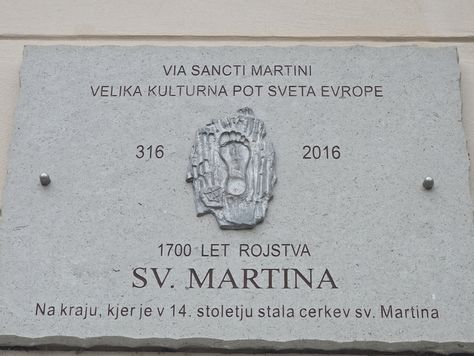 VIA SANCTI MARTINI
VELIKA KULTURNA POT SVETA EVROPE
316 2016
1700 LET ROJSTVA
SV. MARTINA
Na kraju, kjer je v 14. stoletju stala cerkev sv. Martina